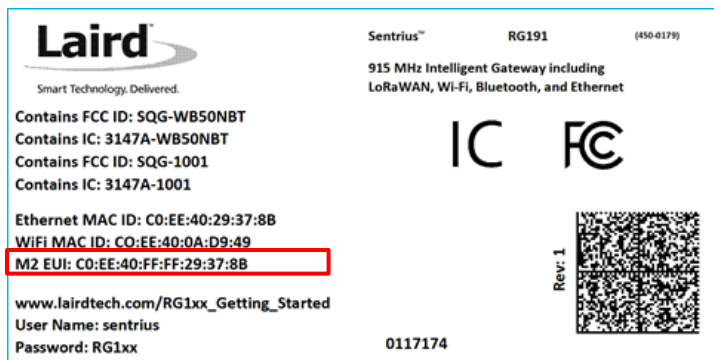 Laird
Smart Technology. Delivered.
Sentrius™ RG191 (450-0179)
915 MHz Intelligent Gateway including
LoRaWAN, Wi-Fi, Bluetooth, and Ethernet
Contains FCC ID: SQG-WB50NBT
Contains IC: 3147A-WB50NBT
Contains FCC ID: SQG-1001
Contains IC: 3147A-1001
IC FC
Ethernet MAC ID: C0:EE:40:29:37:8B
WiFi MAC ID: CO:EE:40:0A:D9:49
M2 EUI: C0:EE:40:FF:FF:29:37:8B
Rev: 1
www.lairdtech.com/RG1xx_Getting_Started
User Name: sentrius
Password: RG1xx
0117174